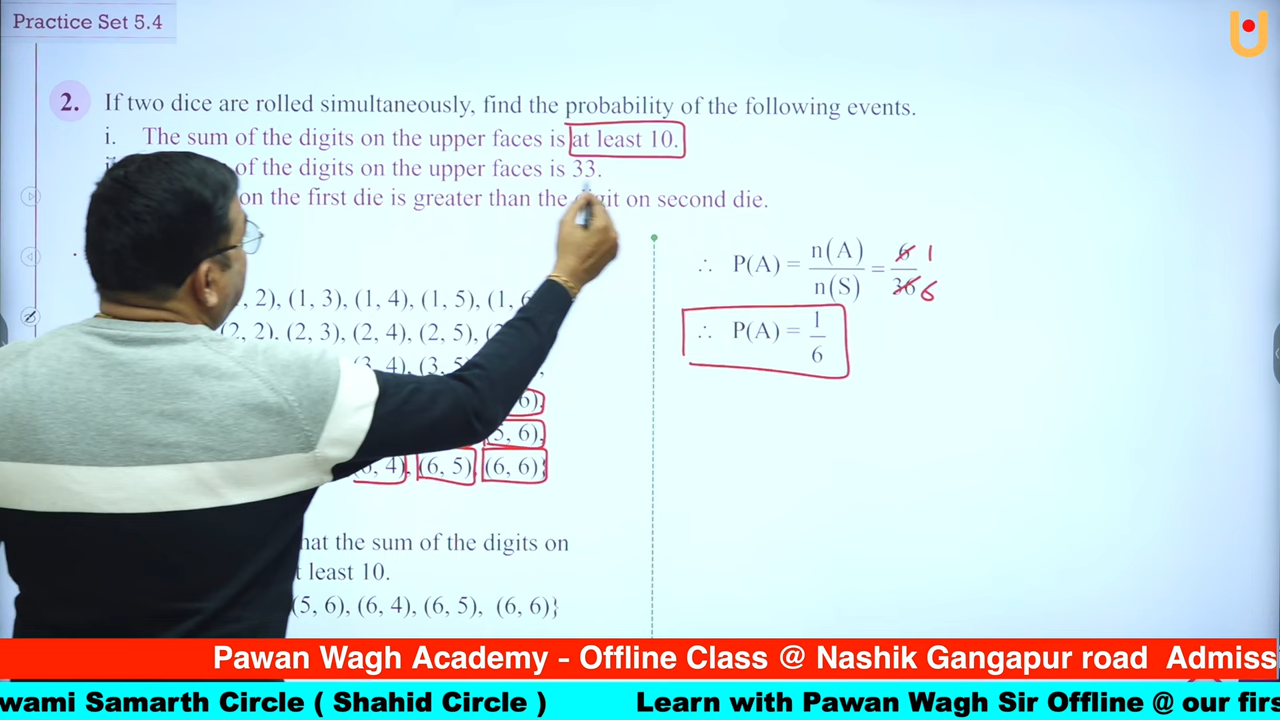 Practice Set 5.4
2. If two dice are rolled simultaneously, find the probability of the following events.
i. The sum of the digits on the upper faces is at least 10.
of the digits on the upper faces is 33.
on the first die is greater than the digit on second die.
2), (1, 3), (1, 4), (1, 5), (1, 6
(2, 2), (2, 3), (2, 4), (2, 5),
(3, 4), (3, 5
6),
5, 6),
6, 4), (6, 5), (6, 6)}
hat the sum of the digits on
t least 10.
(5, 6), (6, 4), (6, 5), (6, 6)}
∴ P(A) = n(A)/n(S) = 6/36 1 6
∴ P(A) = 1/6
Pawan Wagh Academy - Offline Class @ Nashik Gangapur road Admiss
wami Samarth Circle ( Shahid Circle ) Learn with Pawan Wagh Sir Offline @ our firs